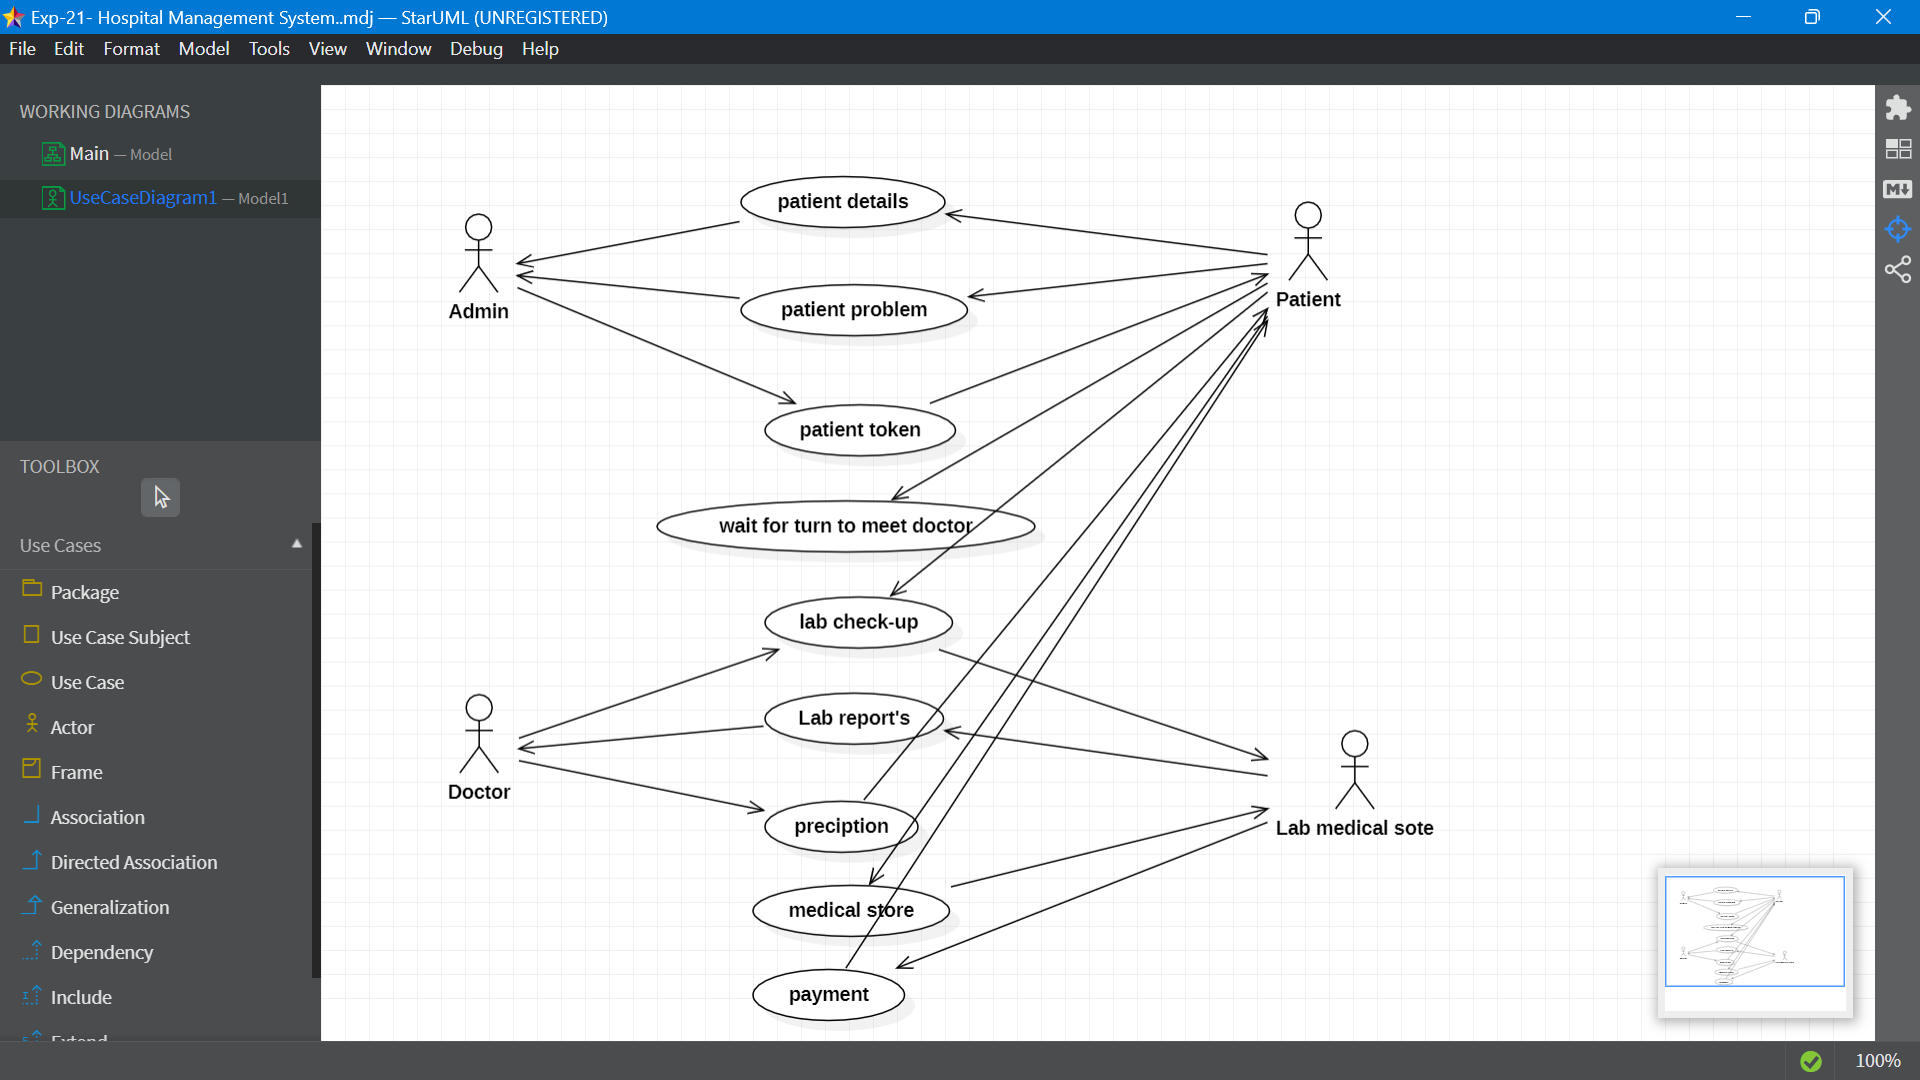 Exp-21- Hospital Management System..mdj — StarUML (UNREGISTERED)
File Edit Format Model Tools View Window Debug Help
WORKING DIAGRAMS
Main — Model
UseCaseDiagram1 — Model1
TOOLBOX
Use Cases
Package
Use Case Subject
Use Case
Actor
Frame
Association
Directed Association
Generalization
Dependency
Include
Extend
patient details
Admin
Patient
patient problem
patient token
wait for turn to meet doctor
lab check-up
Lab report's
Doctor
preciption
Lab medical sote
medical store
payment
100%